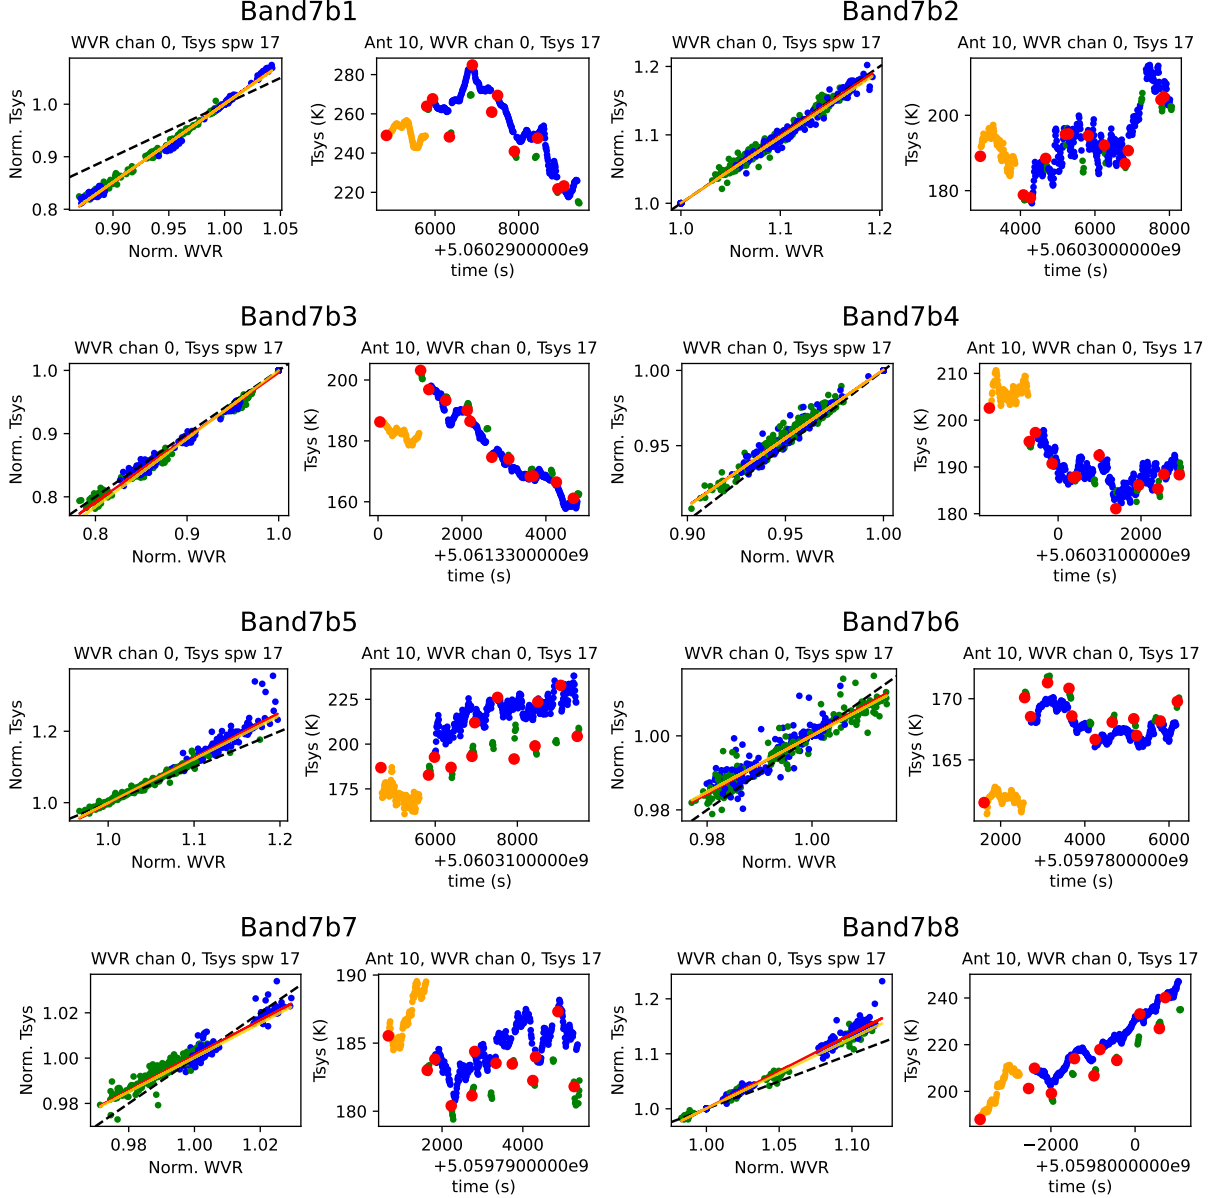 Band7b1
Band7b2
WVR chan 0, Tsys spw 17
Ant 10, WVR chan 0, Tsys 17
WVR chan 0, Tsys spw 17
Ant 10, WVR chan 0, Tsys 17
Norm. Tsys
1.0
0.9
0.8
0.90 0.95 1.00 1.05
Norm. WVR
Tsys (K)
280
260
240
220
6000 8000
+5.0602900000e9
time (s)
Norm. Tsys
1.2
1.1
1.0
1.0 1.1 1.2
Norm. WVR
Tsys (K)
200
190
180
4000 6000 8000
+5.0603000000e9
time (s)
Band7b3
Band7b4
WVR chan 0, Tsys spw 17
Ant 10, WVR chan 0, Tsys 17
WVR chan 0, Tsys spw 17
Ant 10, WVR chan 0, Tsys 17
Norm. Tsys
1.0
0.9
0.8
0.8 0.9 1.0
Norm. WVR
Tsys (K)
200
180
160
0 2000 4000
+5.0613300000e9
time (s)
Norm. Tsys
1.00
0.95
0.90 0.95 1.00
Norm. WVR
Tsys (K)
210
200
190
180
0 2000
+5.0603100000e9
time (s)
Band7b5
Band7b6
WVR chan 0, Tsys spw 17
Ant 10, WVR chan 0, Tsys 17
WVR chan 0, Tsys spw 17
Ant 10, WVR chan 0, Tsys 17
Norm. Tsys
1.2
1.0
1.0 1.1 1.2
Norm. WVR
Tsys (K)
225
200
175
6000 8000
+5.0603100000e9
time (s)
Norm. Tsys
1.00
0.98
0.98 1.00
Norm. WVR
Tsys (K)
170
165
2000 4000 6000
+5.0597800000e9
time (s)
Band7b7
Band7b8
WVR chan 0, Tsys spw 17
Ant 10, WVR chan 0, Tsys 17
WVR chan 0, Tsys spw 17
Ant 10, WVR chan 0, Tsys 17
Norm. Tsys
1.02
1.00
0.98
0.98 1.00 1.02
Norm. WVR
Tsys (K)
190
185
180
2000 4000
+5.0597900000e9
time (s)
Norm. Tsys
1.2
1.1
1.0
1.00 1.05 1.10
Norm. WVR
Tsys (K)
240
220
200
−2000 0
+5.0598000000e9
time (s)